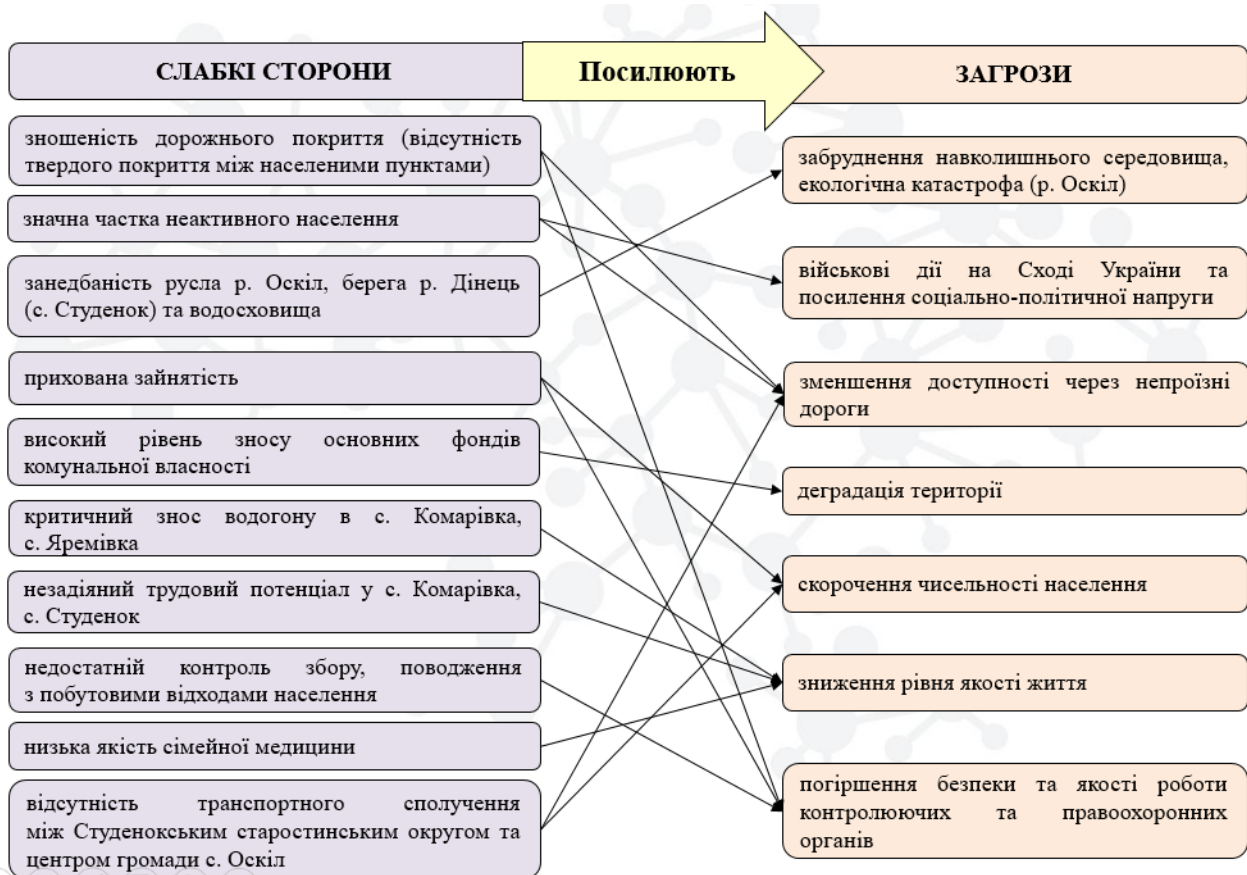 СЛАБКІ СТОРОНИ
Посилюють
ЗАГРОЗИ
зношеність дорожнього покриття (відсутність
твердого покриття між населеними пунктами)
значна частка неактивного населення
занедбаність русла р. Оскіл, берега р. Дінець
(с. Студенок) та водосховища
прихована зайнятість
високий рівень зносу основних фондів
комунальної власності
критичний знос водогону в с. Комарівка,
с. Яремівка
незадіяний трудовий потенціал у с. Комарівка,
с. Студенок
недостатній контроль збору, поводження
з побутовими відходами населення
низька якість сімейної медицини
відсутність транспортного сполучення
між Студенокським старостинським округом та
центром громади с. Оскіл
забруднення навколишнього середовища,
екологічна катастрофа (р. Оскіл)
військові дії на Сході України та
посилення соціально-політичної напруги
зменшення доступності через непроїзні
дороги
деградація території
скорочення чисельності населення
зниження рівня якості життя
погіршення безпеки та якості роботи
контролюючих та правоохоронних
органів